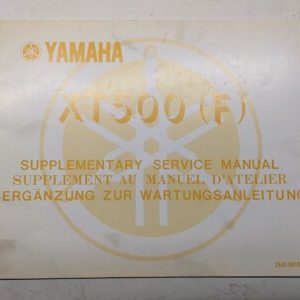 YAMAHA
XT500 (F)
SUPPLEMENTARY SERVICE MANUAL
SUPPLEMENT AU MANUEL D'ATELIER
ERGÄNZUNG ZUR WARTUNGSANLEITUNG